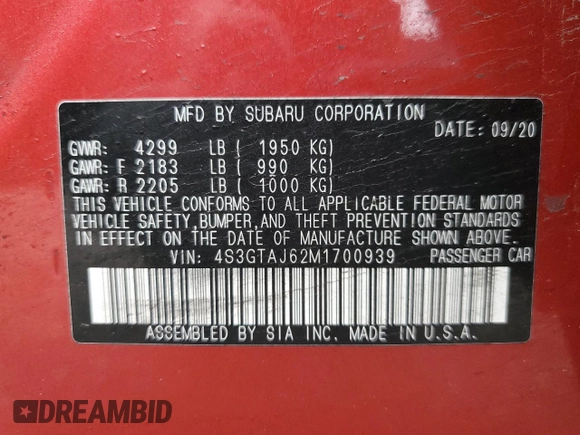 MFD BY SUBARU CORPORATION
DATE: 09/20
GVWR: 4299 LB ( 1950 KG)
GAWR: F 2183 LB ( 990 KG)
GAWR: R 2205 LB ( 1000 KG)
THIS VEHICLE CONFORMS TO ALL APPLICABLE FEDERAL MOTOR
VEHICLE SAFETY, BUMPER, AND THEFT PREVENTION STANDARDS
IN EFFECT ON THE DATE OF MANUFACTURE SHOWN ABOVE.
VIN: 4S3GTAJ62M1700939 PASSENGER CAR
ASSEMBLED BY SIA INC. MADE IN U.S.A.
DREAMBID